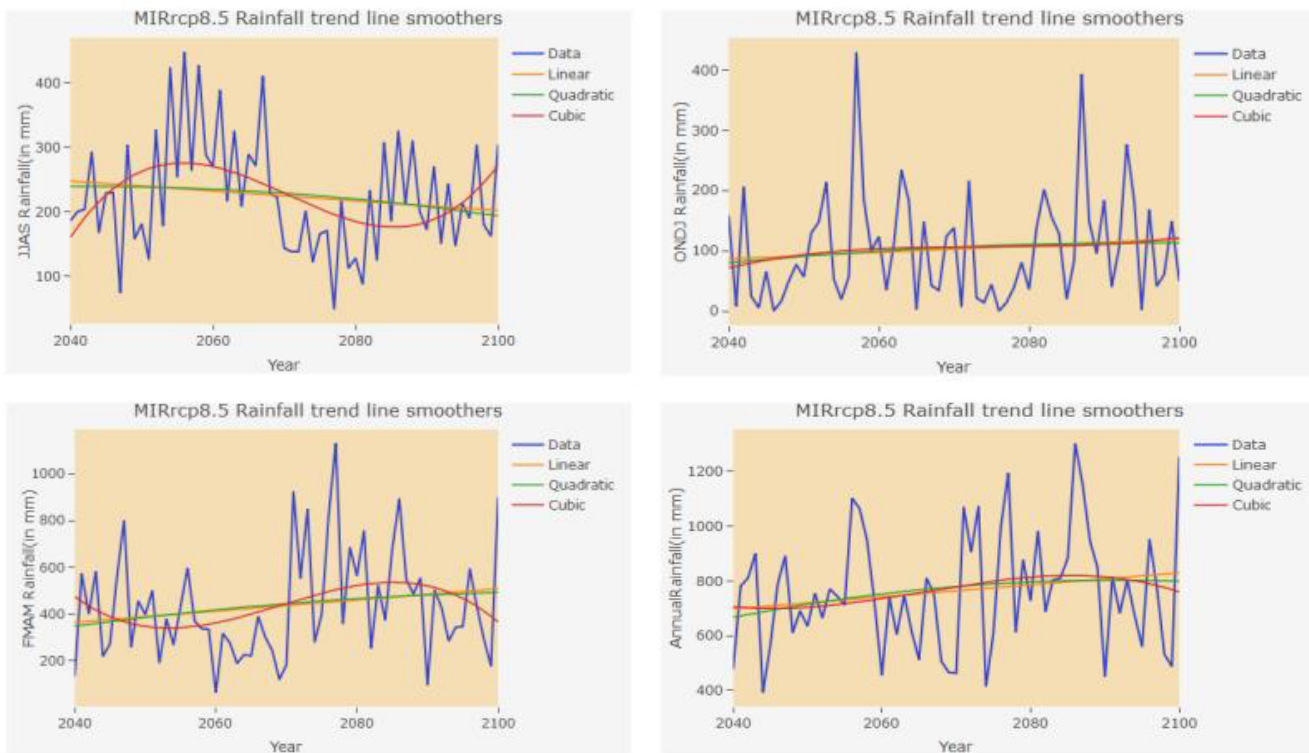 MIRrcp8.5 Rainfall trend line smoothers
Data
Linear
Quadratic
Cubic
JJAS Rainfall(in mm)
400
300
200
100
2040
2060
2080
2100
Year
MIRrcp8.5 Rainfall trend line smoothers
Data
Linear
Quadratic
Cubic
ONDJ Rainfall(in mm)
400
300
200
100
0
2040
2060
2080
2100
Year
MIRrcp8.5 Rainfall trend line smoothers
Data
Linear
Quadratic
Cubic
FMAM Rainfall(in mm)
1000
800
600
400
200
2040
2060
2080
2100
Year
MIRrcp8.5 Rainfall trend line smoothers
Data
Linear
Quadratic
Cubic
AnnualRainfall(in mm)
1200
1000
800
600
400
2040
2060
2080
2100
Year